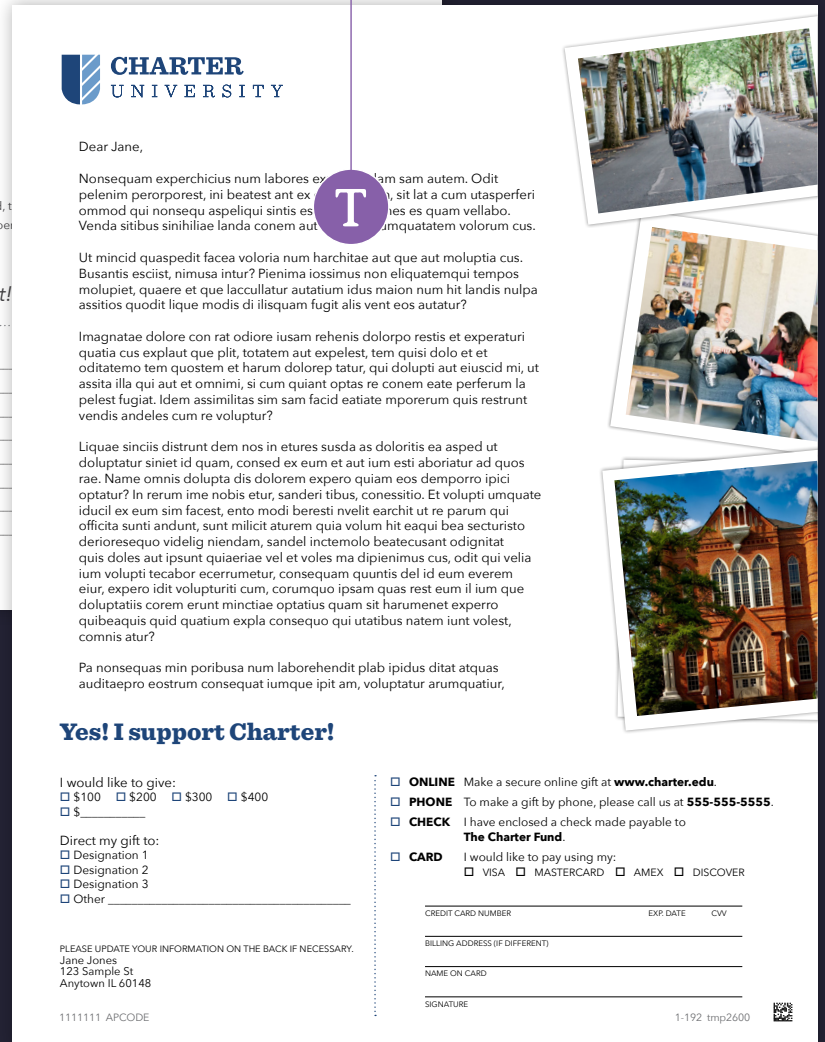 CHARTER
UNIVERSITY
Dear Jane,
Nonsequam experchicius num labores lam sam autem. Odit
pelenim perorporest, ini beatest ant ex sit lat a cum utasperferi
ommod qui nonsequ aspeliqui sintis es es quam vellabo.
Venda sitibus sinihiliae landa conem aut umquatatem volorum cus.
T
Ut mincid quaspedit facea voloria num harchitae aut que aut moluptia cus.
Busantis esciist, nimusa intur? Pienima iossimus non eliquatemqui tempos
molupiet, quaere et que laccullatur autatium idus maion num hit landis nulpa
assitios quodit lique modis di ilisquam fugit alis vent eos autatur?
Imagnatae dolore con rat odiore iusam rehenis dolorpo restis et experaturi
quatia cus explaut que plit, totatem aut expelest, tem quisi dolo et et
oditatemo tem quostem et harum dolorep tatur, qui dolupti aut eiuscid mi, ut
assita illa qui aut et omnimi, si cum quiant optas re conem eate perferum la
pelest fugiat. Idem assimilitas sim sam facid eatiate mporerum quis restrunt
vendis andeles cum re voluptur?
Liquae sinciis distrunt dem nos in etures susda as doloritis ea asped ut
doluptatur siniet id quam, consed ex eum et aut ium esti aboriatur ad quos
rae. Name omnis dolupta dis dolorem expero quiam eos demporro ipici
optatur? In rerum ime nobis etur, sanderi tibus, conessitio. Et volupti umquate
iducil ex eum sim facest, ento modi beresti nvelit earchit ut re parum qui
officita sunti andunt, sunt milicit aturem quia volum hit eaqui bea secturisto
derioresequo videlig niendam, sandel inctemolo beatecusant odignitat
quis doles aut ipsunt quiaeriae vel et voles ma dipienimus cus, odit qui velia
ium volupti tecabor ecerrumetur, consequam quuntis del id eum everem
eiur, expero idit volupturiti cum, corumquo ipsam quas rest eum il ium que
doluptatiis corem erunt minctiae optatius quam sit harumenet experro
quibeaquis quid quatium expla consequo qui utatibus natem iunt volest,
comnis atur?
Pa nonsequas min poribusa num laborehendit plab ipidus ditat atquas
auditaepro eostrum consequat iumque ipit am, voluptatur arumquatiur,
Yes! I support Charter!
I would like to give:
$100 $200 $300 $400
$__________
Direct my gift to:
Designation 1
Designation 2
Designation 3
Other ______________________________________
PLEASE UPDATE YOUR INFORMATION ON THE BACK IF NECESSARY.
Jane Jones
123 Sample St
Anytown IL 60148
1111111 APCODE
ONLINE Make a secure online gift at www.charter.edu.
PHONE To make a gift by phone, please call us at 555-555-5555.
CHECK I have enclosed a check made payable to
The Charter Fund.
CARD I would like to pay using my:
VISA MASTERCARD AMEX DISCOVER
CREDIT CARD NUMBER EXP. DATE CVV
BILLING ADDRESS (IF DIFFERENT)
NAME ON CARD
SIGNATURE
1-192 tmp2600